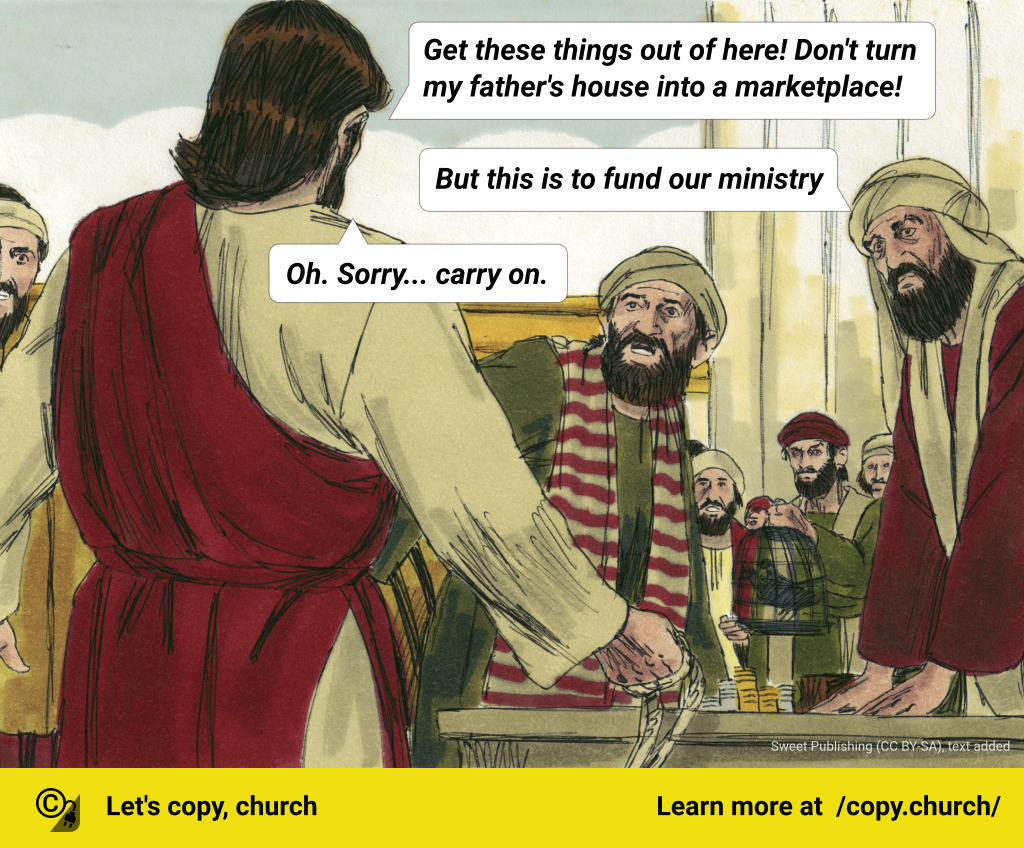 Get these things out of here! Don't turn
my father's house into a marketplace!
But this is to fund our ministry
Oh. Sorry... carry on.
Sweet Publishing (CC BY-SA), text added
©
Let's copy, church
Learn more at /copy.church/